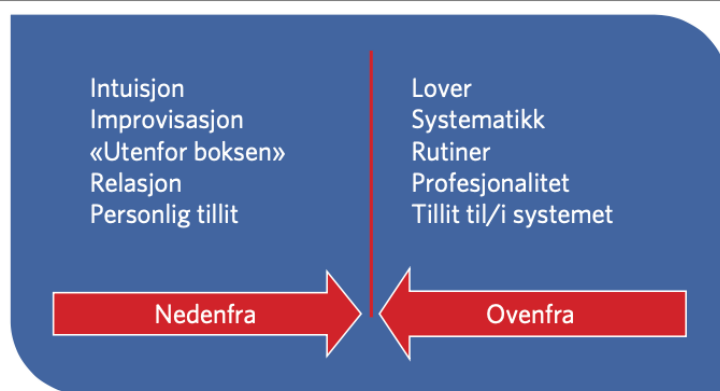 Intuisjon
Improvisasjon
«Utenfor boksen»
Relasjon
Personlig tillit
Nedenfra
Lover
Systematikk
Rutiner
Profesjonalitet
Tillit til/i systemet
Ovenfra